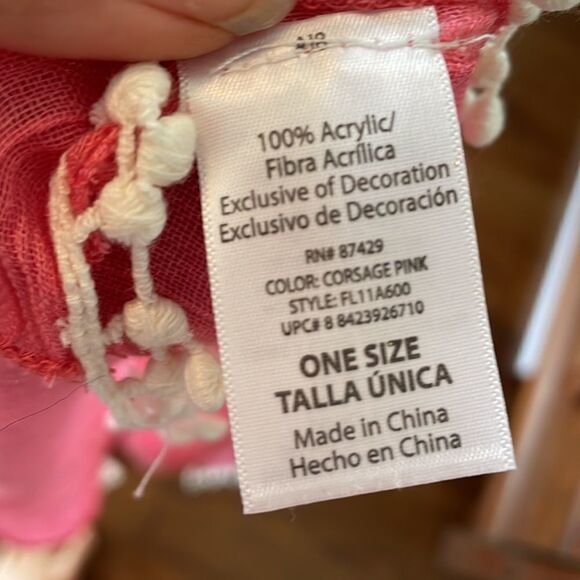 100% Acrylic/
Fibra Acrílica
Exclusive of Decoration
Exclusivo de Decoración
RN# 87429
COLOR: CORSAGE PINK
STYLE: FL11A600
UPC# 8 8423926710
ONE SIZE
TALLA ÚNICA
Made in China
Hecho en China